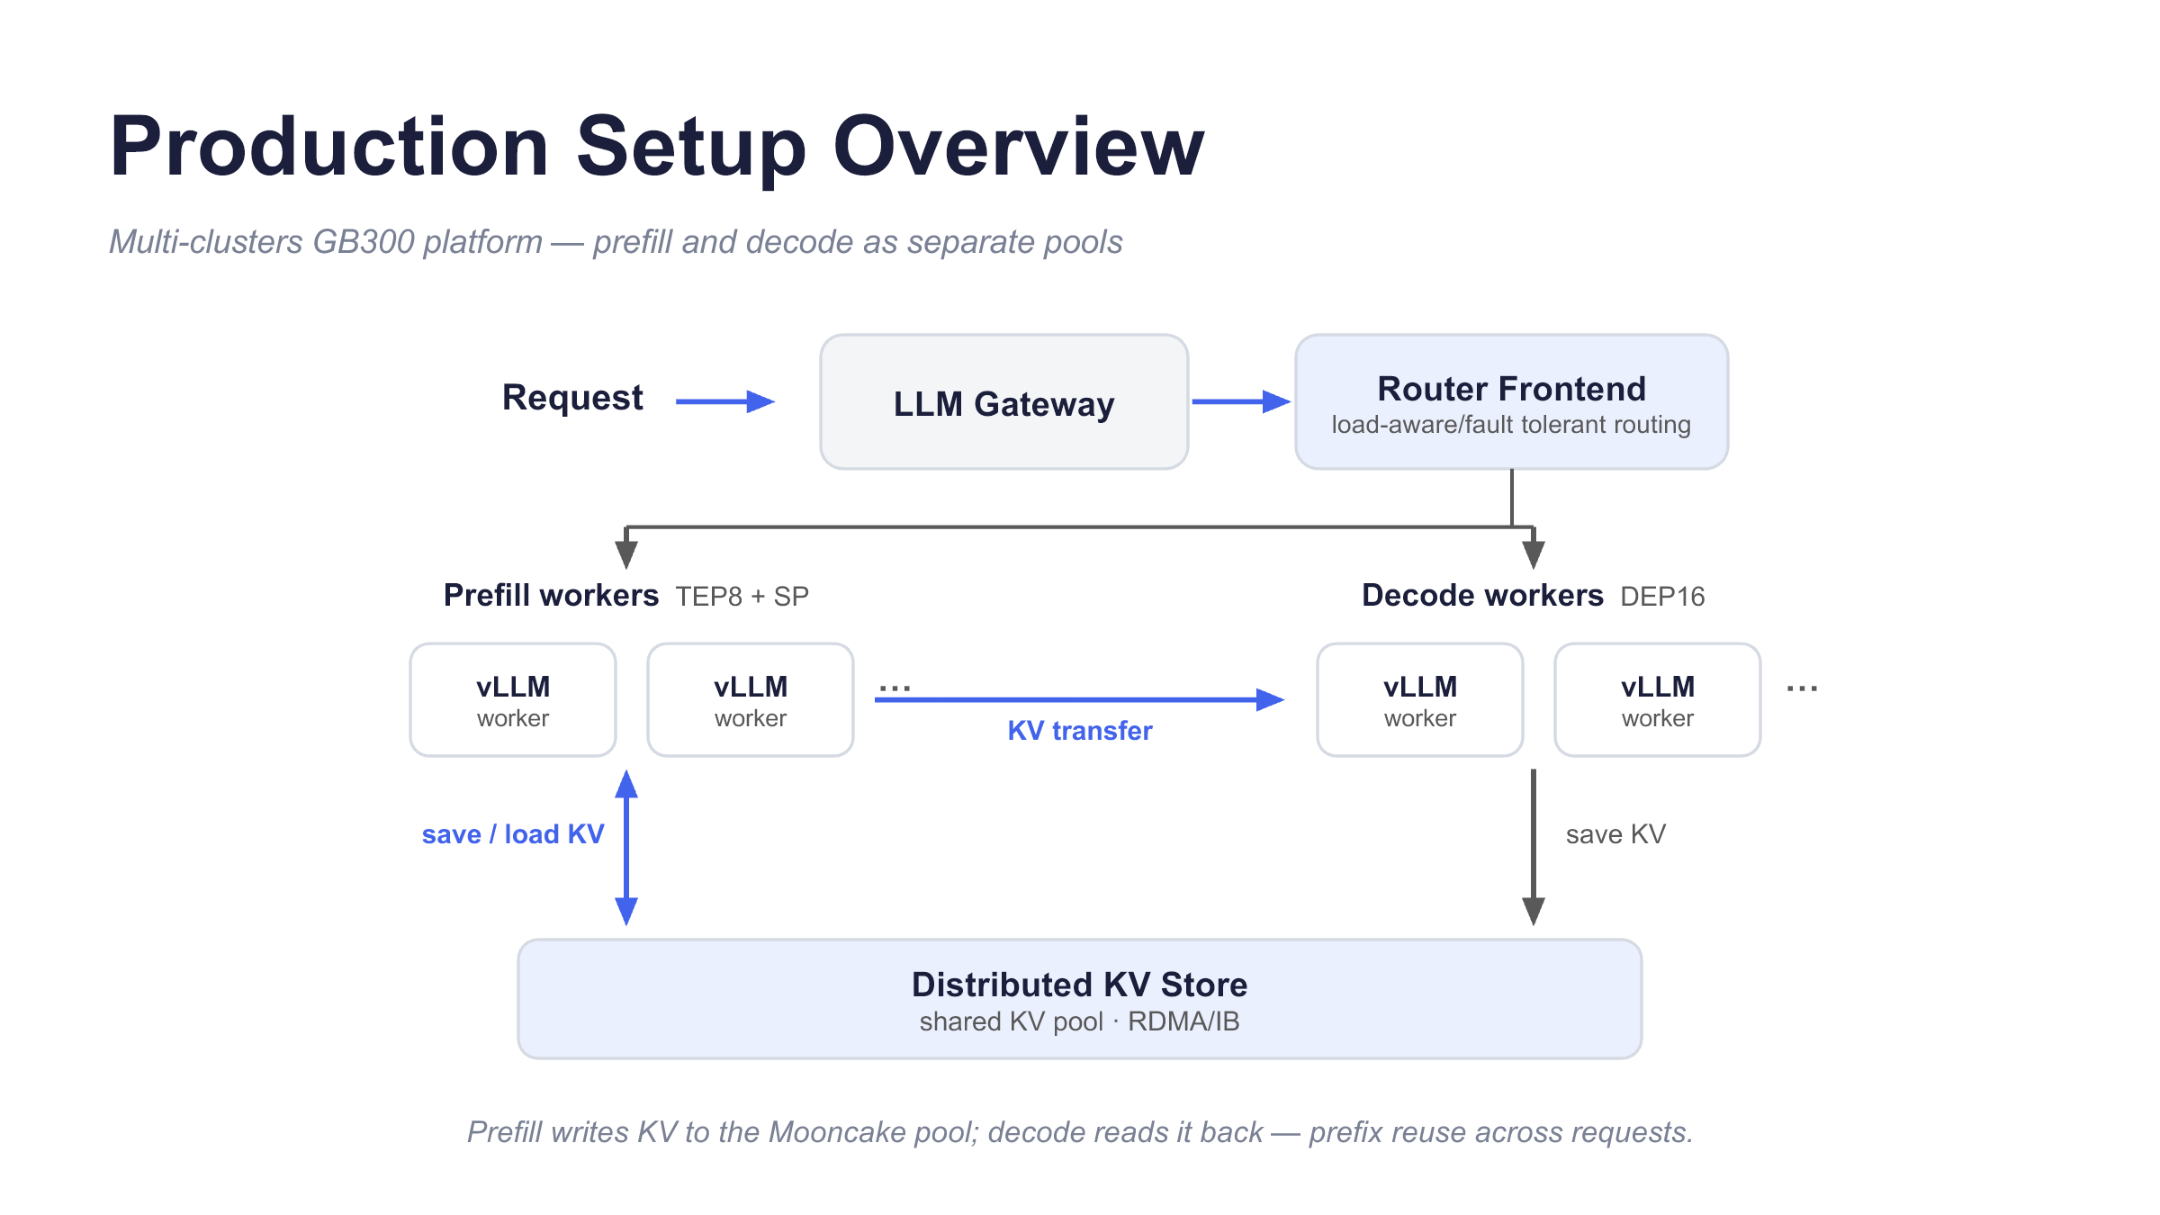 Production Setup Overview
Multi-clusters GB300 platform — prefill and decode as separate pools
Request
LLM Gateway
Router Frontend
load-aware/fault tolerant routing
Prefill workers TEP8 + SP
Decode workers DEP16
vLLM
worker
vLLM
worker
...
KV transfer
vLLM
worker
vLLM
worker
...
save / load KV
save KV
Distributed KV Store
shared KV pool · RDMA/IB
Prefill writes KV to the Mooncake pool; decode reads it back — prefix reuse across requests.